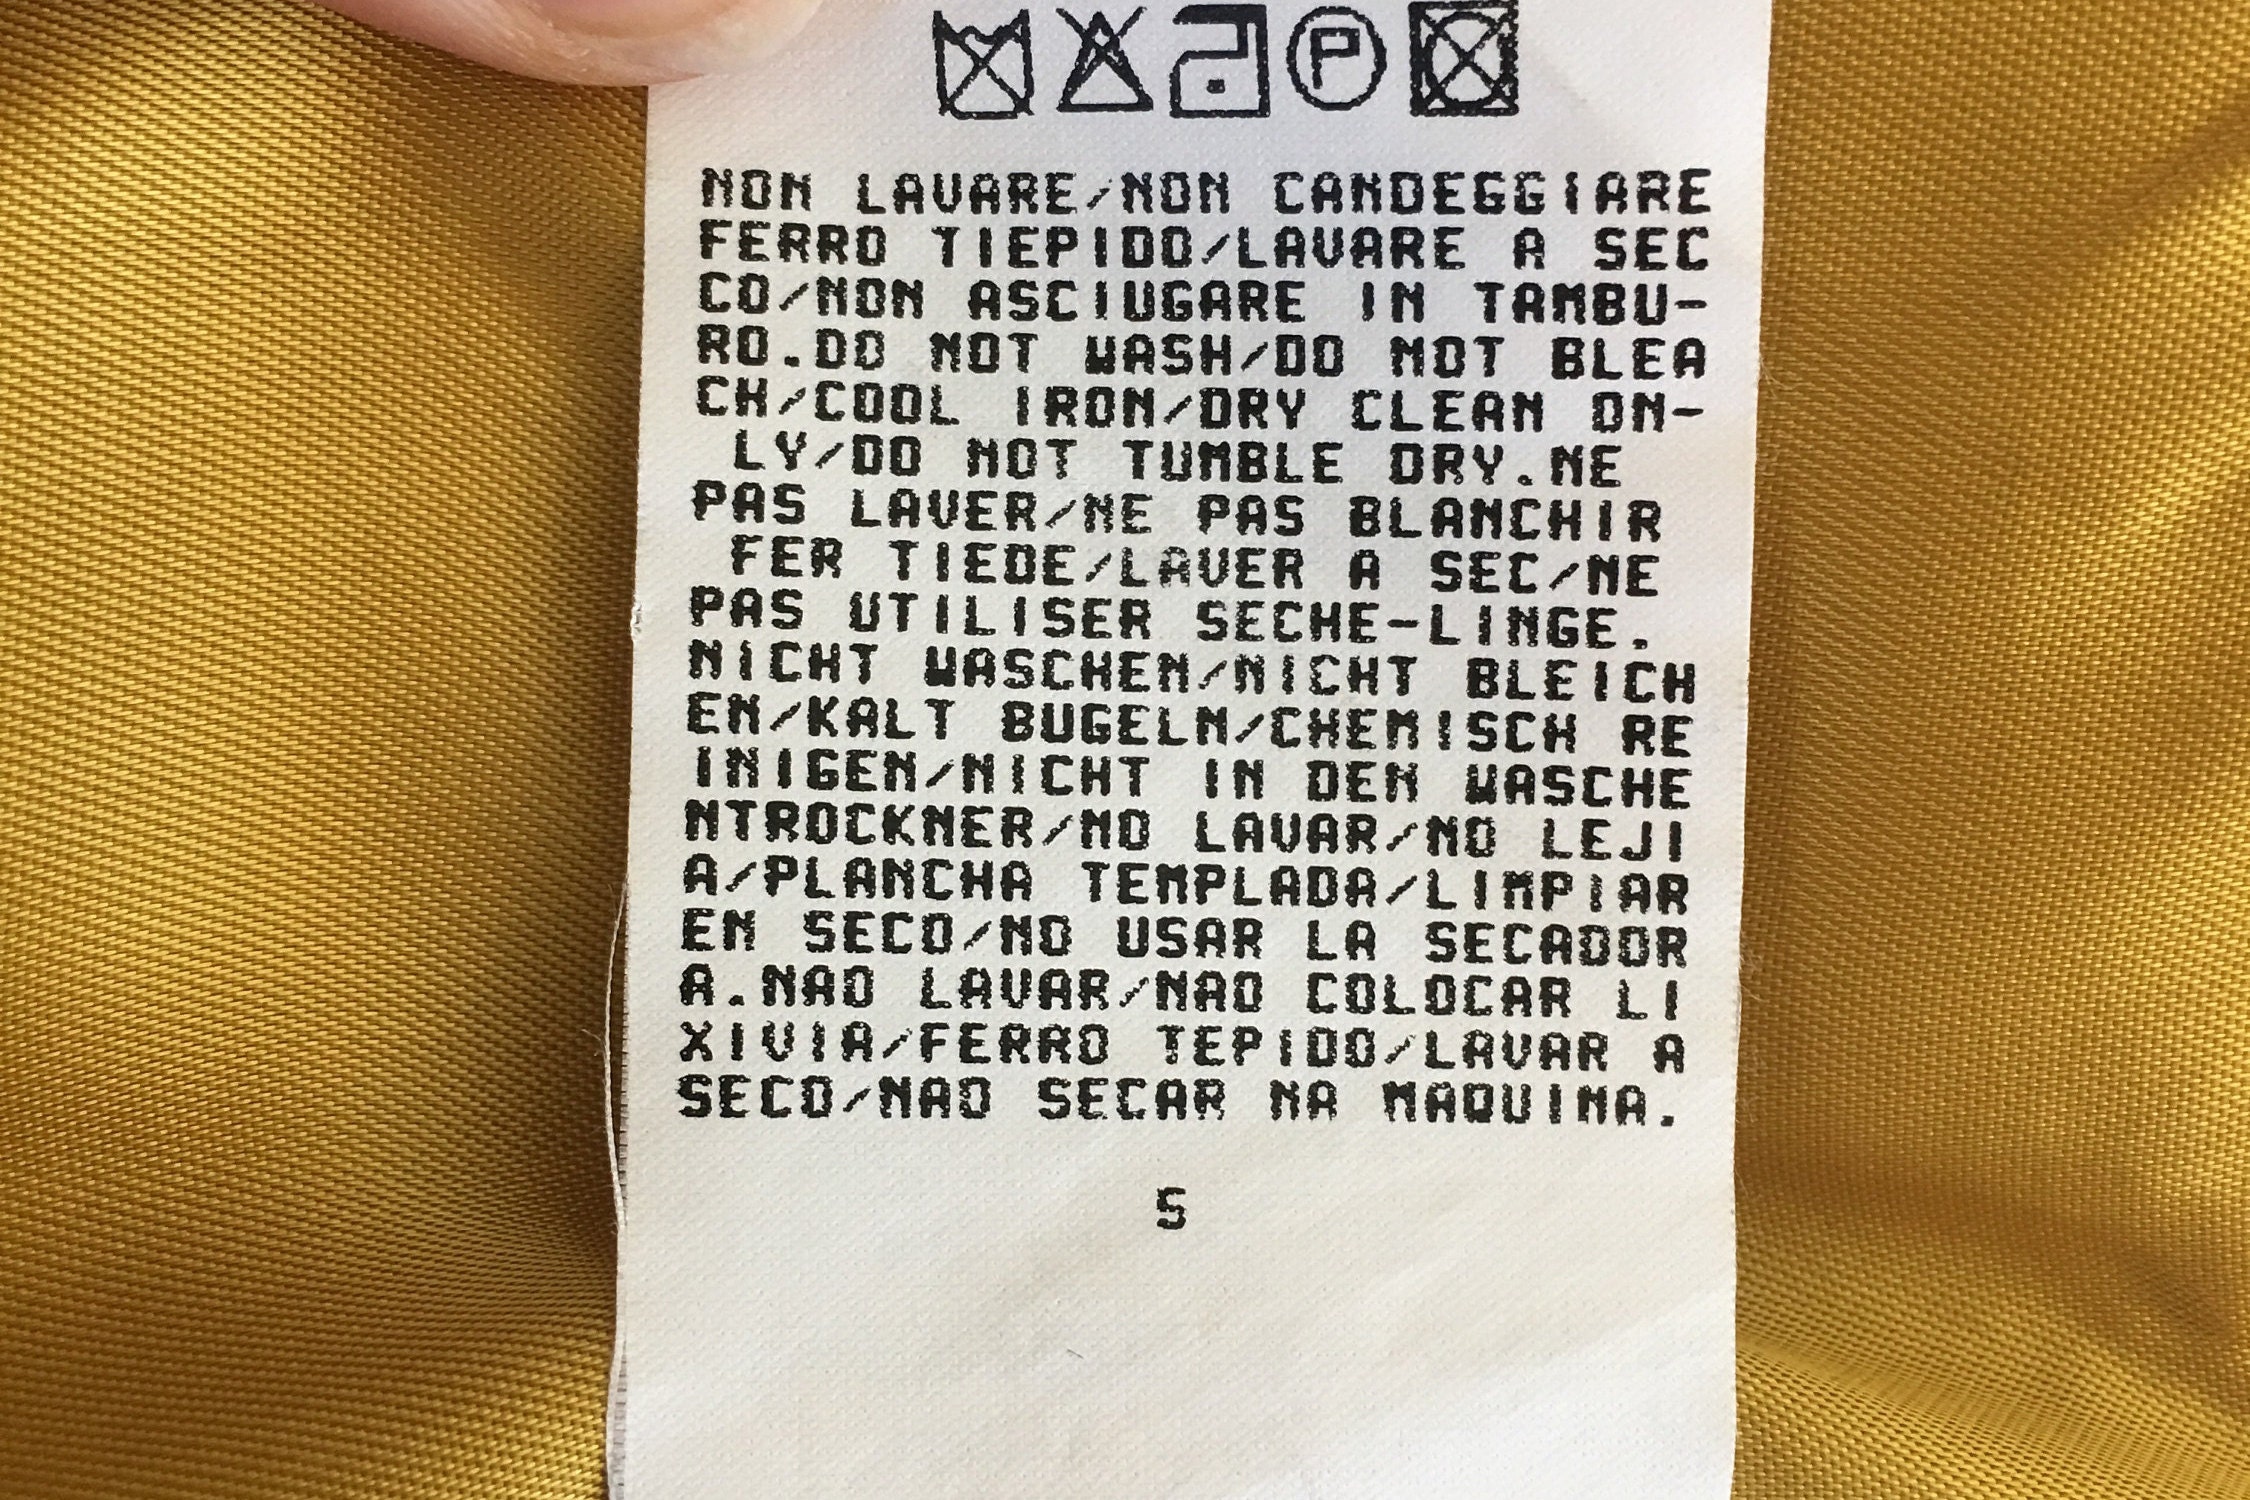 P
NON LAVARE/NON CANDEGGIARE
FERRO TIEPIDO/LAVARE A SEC
CO/NON ASCIUGARE IN TAMBU-
RO.DO NOT WASH/DO NOT BLEA
CH/COOL IRON/DRY CLEAN ON-
LY/DO NOT TUMBLE DRY.NE
PAS LAVER/NE PAS BLANCHIR
FER TIEDE/LAVER A SEC/NE
PAS UTILISER SECHE-LINGE.
NICHT WASCHEN/NICHT BLEICH
EN/KALT BUGELN/CHEMISCH RE
INIGEN/NICHT IN DEN WASCHE
NTROCKNER/NO LAVAR/NO LEJI
A/PLANCHA TEMPLADA/LIMPIAR
EN SECO/NO USAR LA SECADOR
A.NAO LAVAR/NAO COLOCAR LI
XIVIA/FERRO TEPIDO/LAVAR A
SECO/NAO SECAR NA MAQUINA.
S